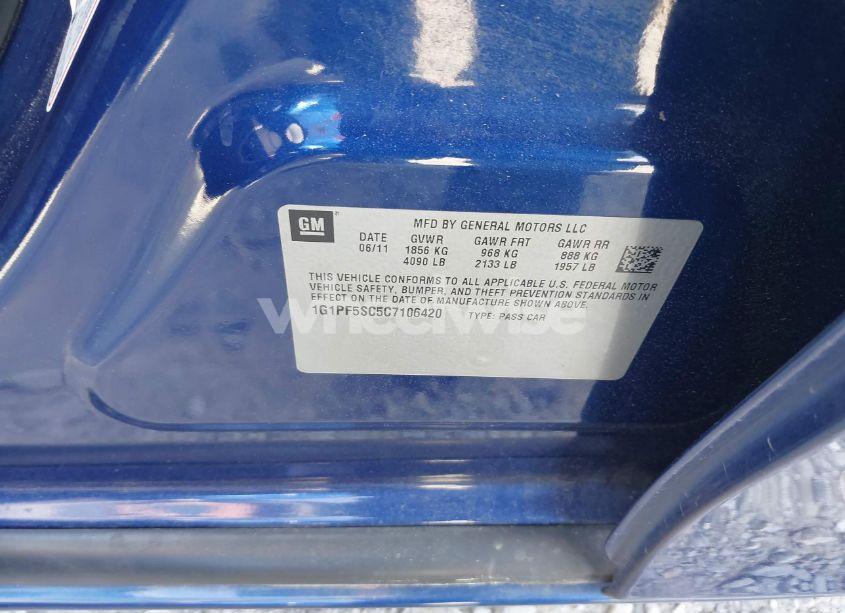 GM
MFD BY GENERAL MOTORS LLC
DATE GVWR GAWR FRT GAWR RR
06/11 1856 KG 968 KG 888 KG
4090 LB 2133 LB 1957 LB
THIS VEHICLE CONFORMS TO ALL APPLICABLE U.S. FEDERAL MOTOR
VEHICLE SAFETY, BUMPER, AND THEFT PREVENTION STANDARDS IN
EFFECT ON THE DATE OF MANUFACTURE SHOWN ABOVE.
1G1PF5SC5C7106420 TYPE: PASS CAR
wheelwise